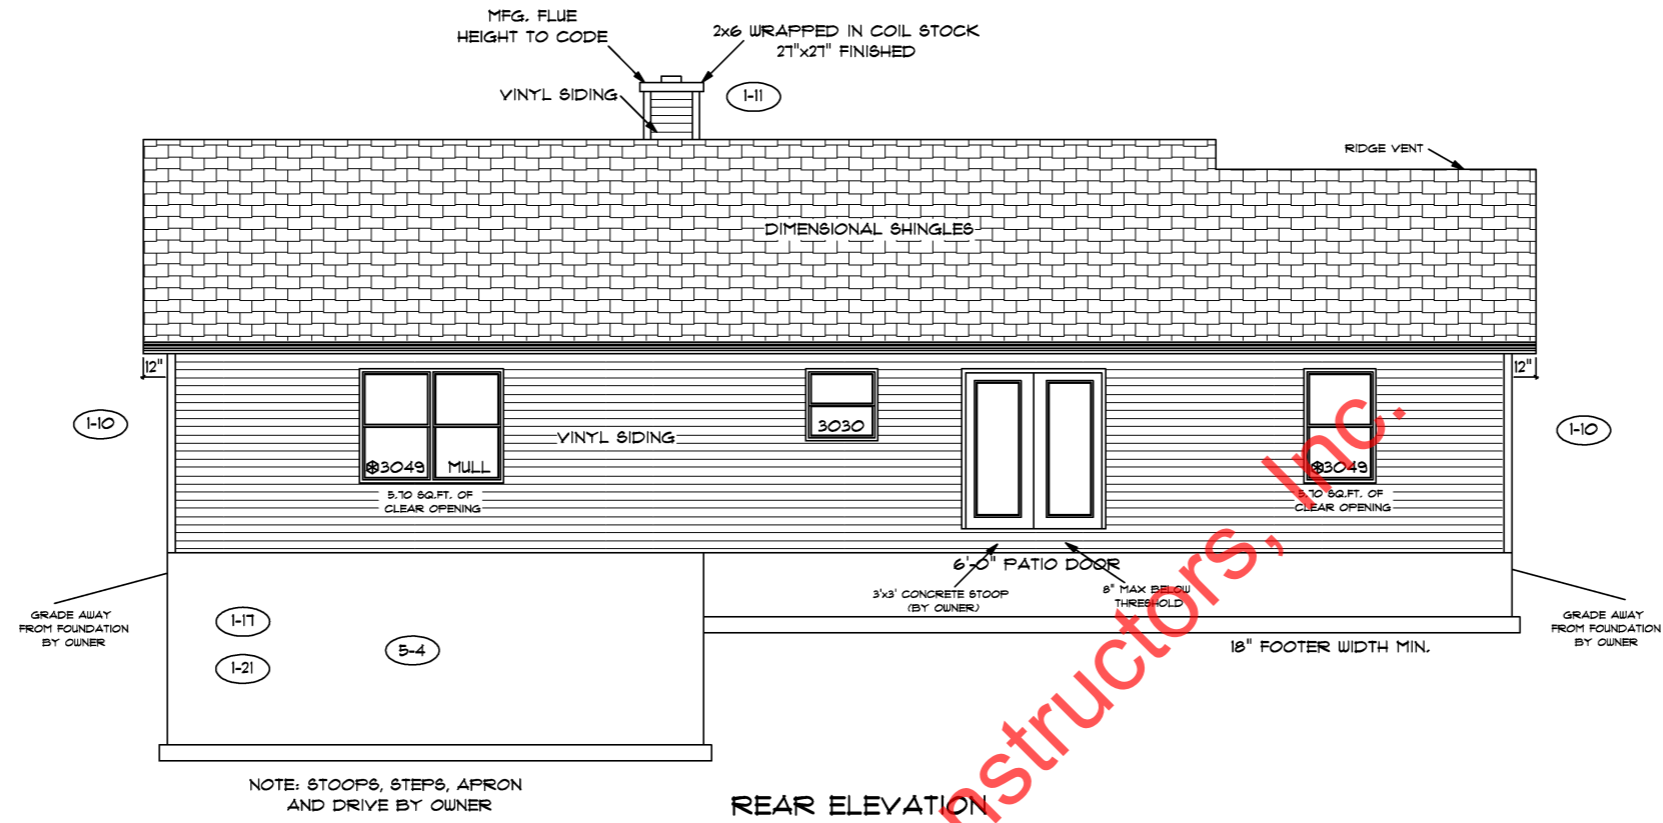 MFG. FLUE
HEIGHT TO CODE
2x6 WRAPPED IN COIL STOCK
27"x27" FINISHED
VINYL SIDING
1-11
RIDGE VENT
DIMENSIONAL SHINGLES
12"
12"
1-10
1-10
3030
VINYL SIDING
3049
MULL
3049
5.70 SQ.FT. OF
CLEAR OPENING
5.70 SQ.FT. OF
CLEAR OPENING
6'-0" PATIO DOOR
3'x3' CONCRETE STOOP
(BY OWNER)
8" MAX BELOW
THRESHOLD
GRADE AWAY
FROM FOUNDATION
BY OWNER
GRADE AWAY
FROM FOUNDATION
BY OWNER
1-17
5-4
1-21
18" FOOTER WIDTH MIN.
NOTE: STOOPS, STEPS, APRON
AND DRIVE BY OWNER
REAR ELEVATION
nstructors, Inc.